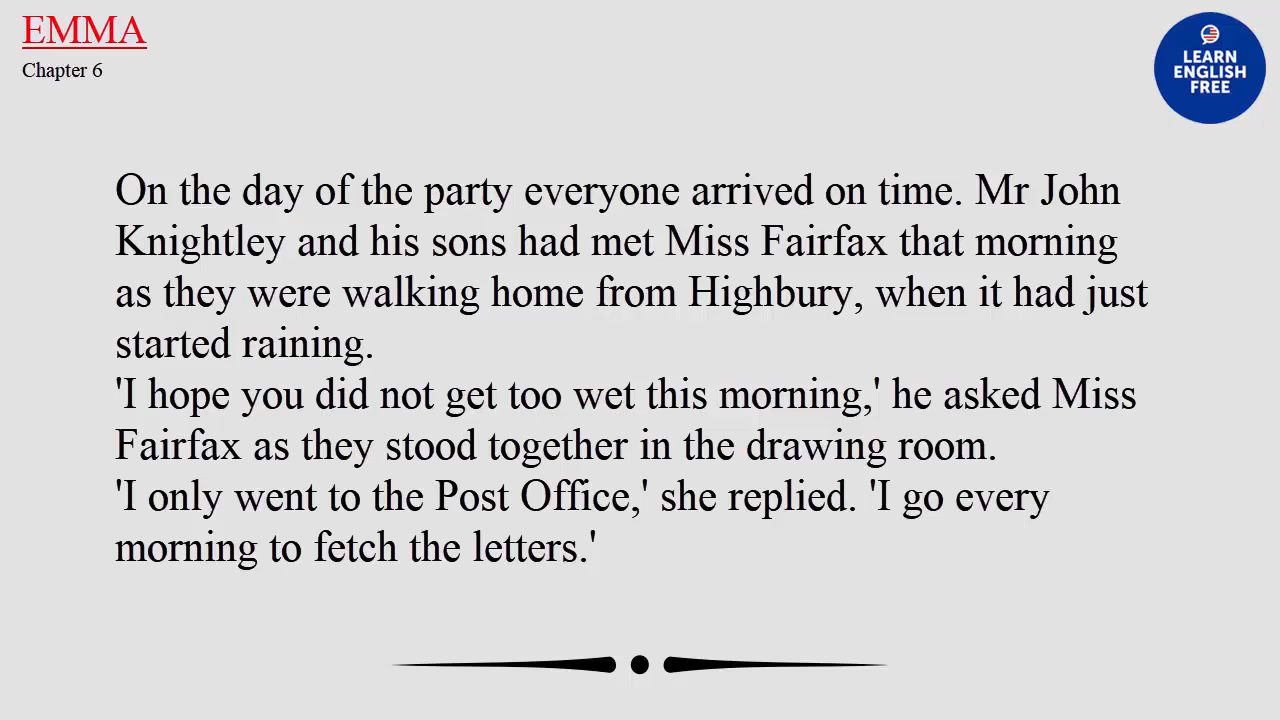 EMMA
Chapter 6
LEARN
ENGLISH
FREE
On the day of the party everyone arrived on time. Mr John
Knightley and his sons had met Miss Fairfax that morning
as they were walking home from Highbury, when it had just
started raining.
'I hope you did not get too wet this morning,' he asked Miss
Fairfax as they stood together in the drawing room.
'I only went to the Post Office,' she replied. 'I go every
morning to fetch the letters.'